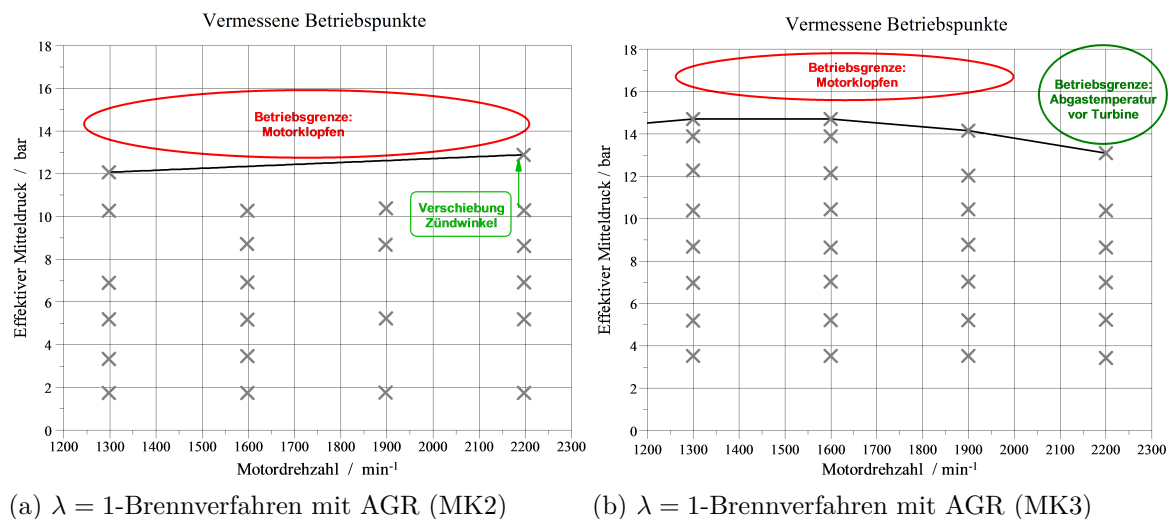 Vermessene Betriebspunkte
18
16
14
12
10
8
6
4
2
0
Effektiver Mitteldruck / bar
Betriebsgrenze:
Motorklopfen
Verschiebung
Zündwinkel
1200 1300 1400 1500 1600 1700 1800 1900 2000 2100 2200 2300
Motordrehzahl / min-1
(a) λ = 1-Brennverfahren mit AGR (MK2)
Vermessene Betriebspunkte
18
16
14
12
10
8
6
4
2
0
Effektiver Mitteldruck / bar
Betriebsgrenze:
Motorklopfen
Betriebsgrenze:
Abgastemperatur
vor Turbine
1200 1300 1400 1500 1600 1700 1800 1900 2000 2100 2200 2300
Motordrehzahl / min-1
(b) λ = 1-Brennverfahren mit AGR (MK3)